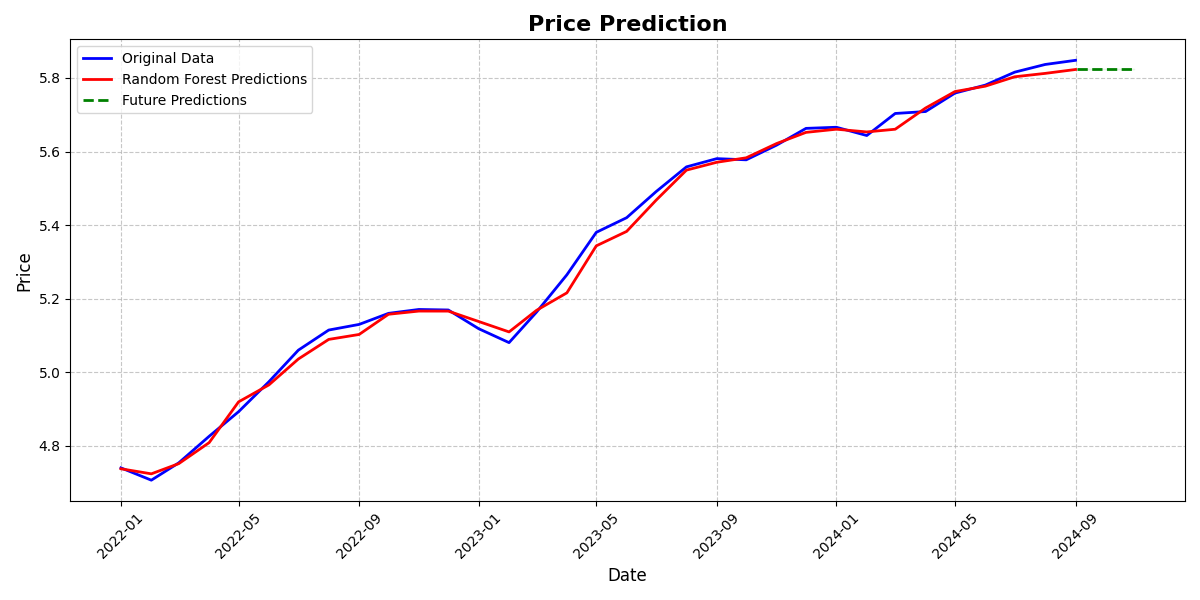 Price Prediction
Original Data
Random Forest Predictions
Future Predictions
Price
5.8
5.6
5.4
5.2
5.0
4.8
2022-01
2022-05
2022-09
2023-01
2023-05
2023-09
2024-01
2024-05
2024-09
Date